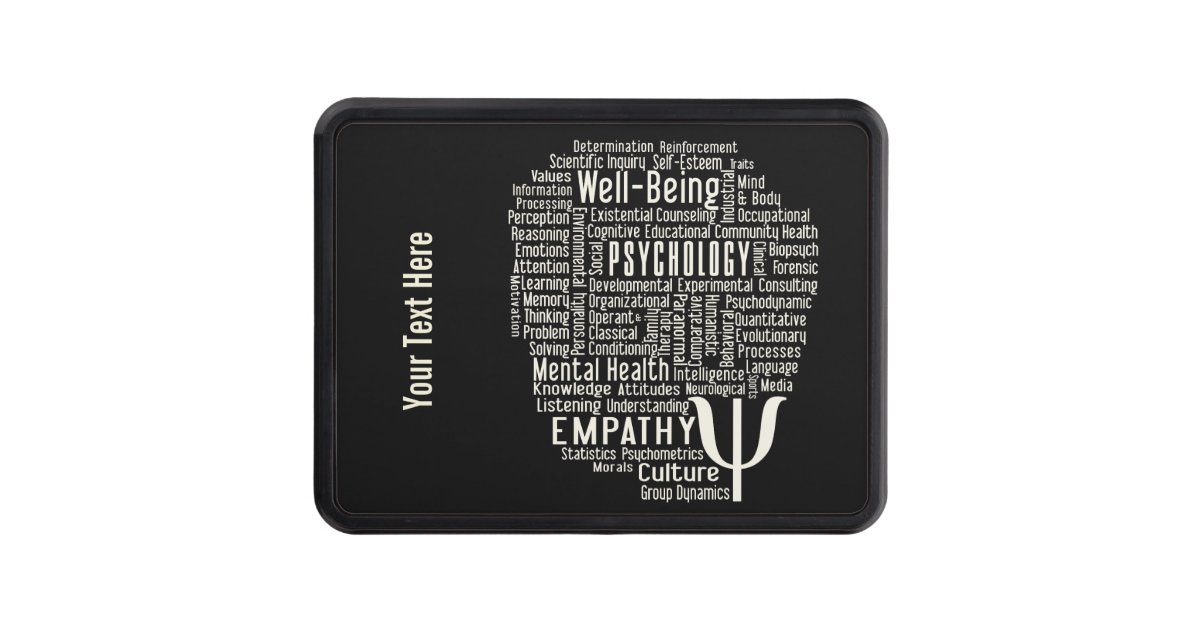 Your Text Here
Determination Reinforcement
Scientific Inquiry Self-Esteem Traits
Values Well-Being Industrial Mind
Information & Body
Processing
Perception Environmental Existential Counseling Occupational
Reasoning Cognitive Educational Community Health
Emotions Social PSYCHOLOGY Clinical Biopsych
Attention Forensic
Learning Developmental Experimental Consulting
Motivation Memory Personality Organizational Paranormal Comparative Humanistic Psychodynamic
Thinking Operant & Family Therapy Behavioral Quantitative
Problem Classical Evolutionary
Solving Conditioning Processes
Mental Health Intelligence Language
Knowledge Attitudes Neurological Sports Media
Listening Understanding
EMPATHY Ψ
Statistics Psychometrics
Morals Culture
Group Dynamics